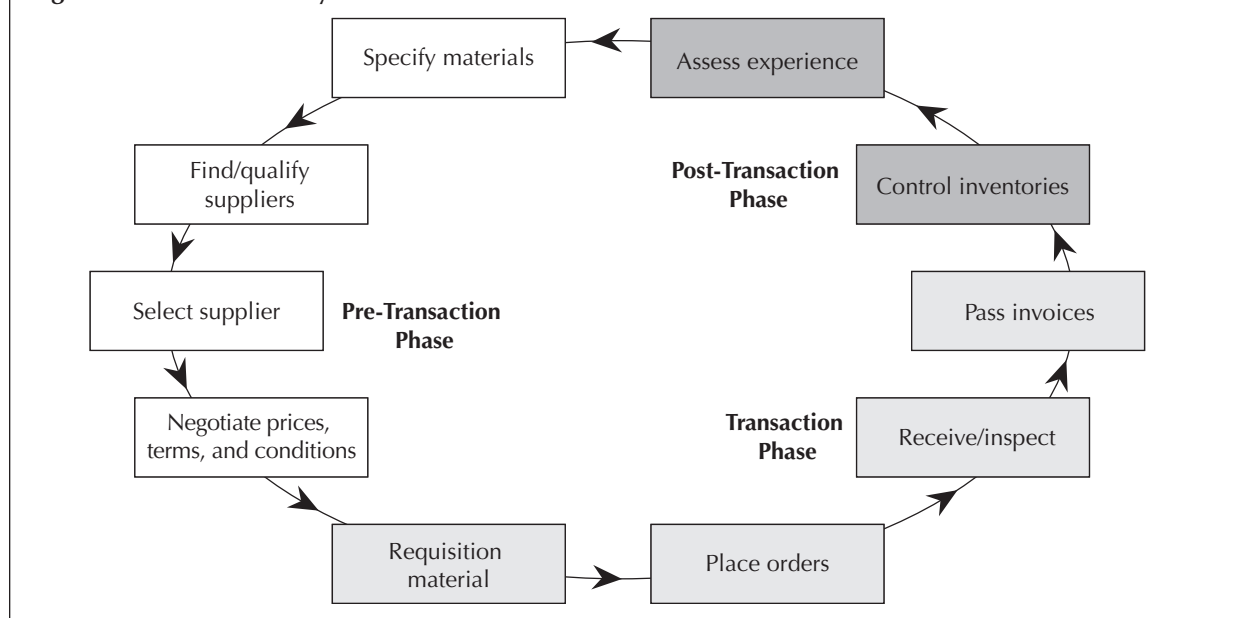 Specify materials
Assess experience
Find/qualify
suppliers
Post-Transaction
Phase
Control inventories
Select supplier
Pre-Transaction
Phase
Pass invoices
Negotiate prices,
terms, and conditions
Transaction
Phase
Receive/inspect
Requisition
material
Place orders